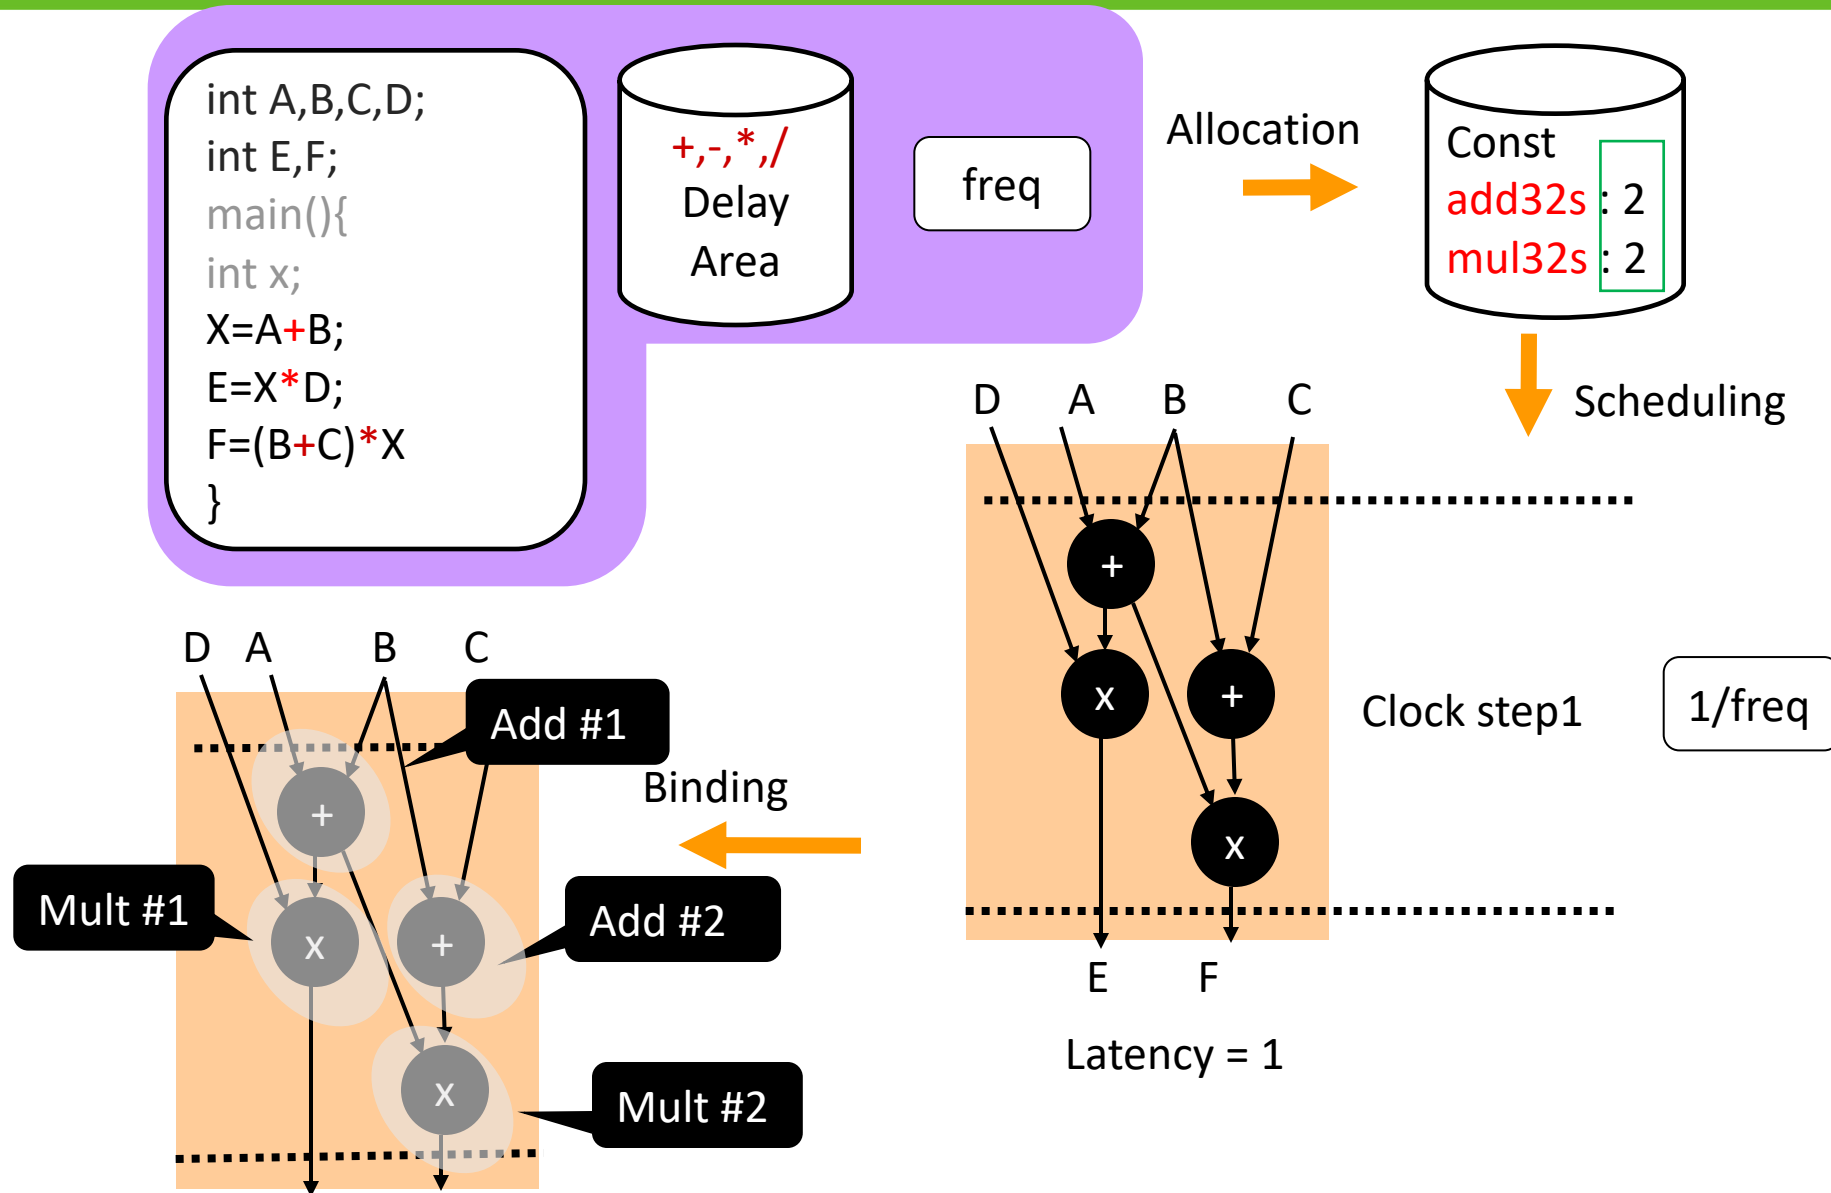 int A,B,C,D;
int E,F;
main(){
int x;
X=A+B;
E=X*D;
F=(B+C)*X
}
+,-,*,/
Delay
Area
freq
Allocation
Const
add32s : 2
mul32s : 2
Scheduling
D A B C
+
x +
x
Clock step1
1/freq
E F
Latency = 1
Binding
D A B C
Add #1
+
Mult #1
x +
Add #2
x
Mult #2